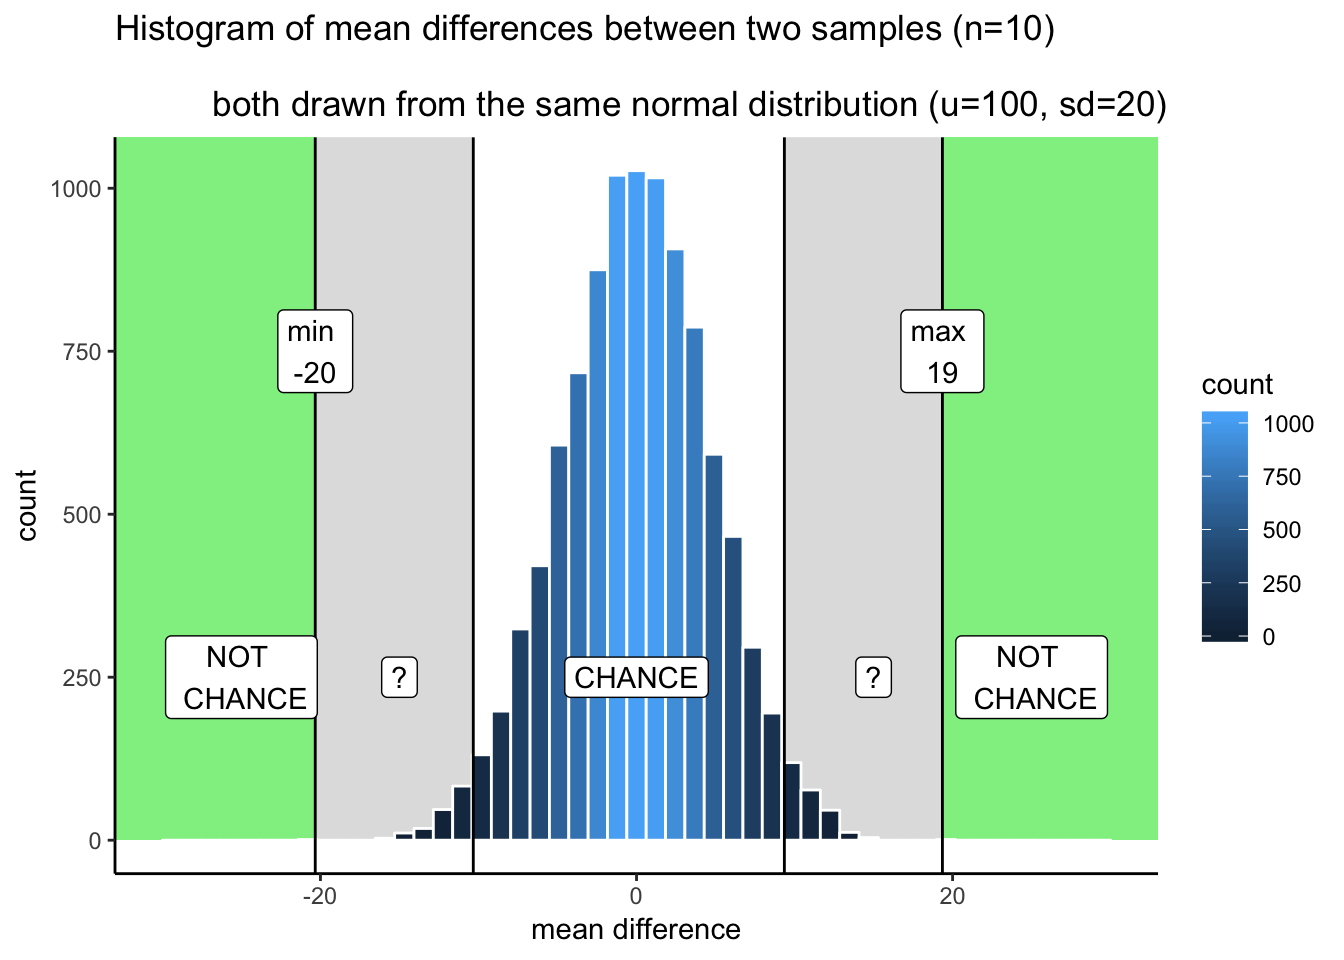 Histogram of mean differences between two samples (n=10)
both drawn from the same normal distribution (u=100, sd=20)
count
1000
750
500
250
0
min
-20
max
19
NOT
CHANCE
?
CHANCE
?
NOT
CHANCE
-20
0
20
mean difference
count
1000
750
500
250
0